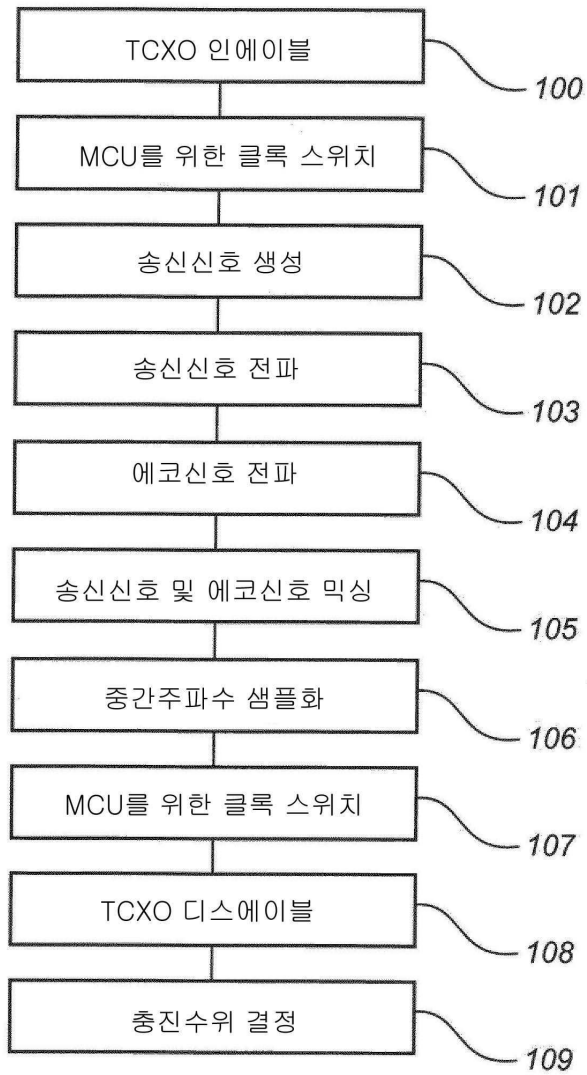 TCXO 인에이블
100
MCU를 위한 클록 스위치
101
송신신호 생성
102
송신신호 전파
103
에코신호 전파
104
송신신호 및 에코신호 믹싱
105
중간주파수 샘플화
106
MCU를 위한 클록 스위치
107
TCXO 디스에이블
108
충진수위 결정
109